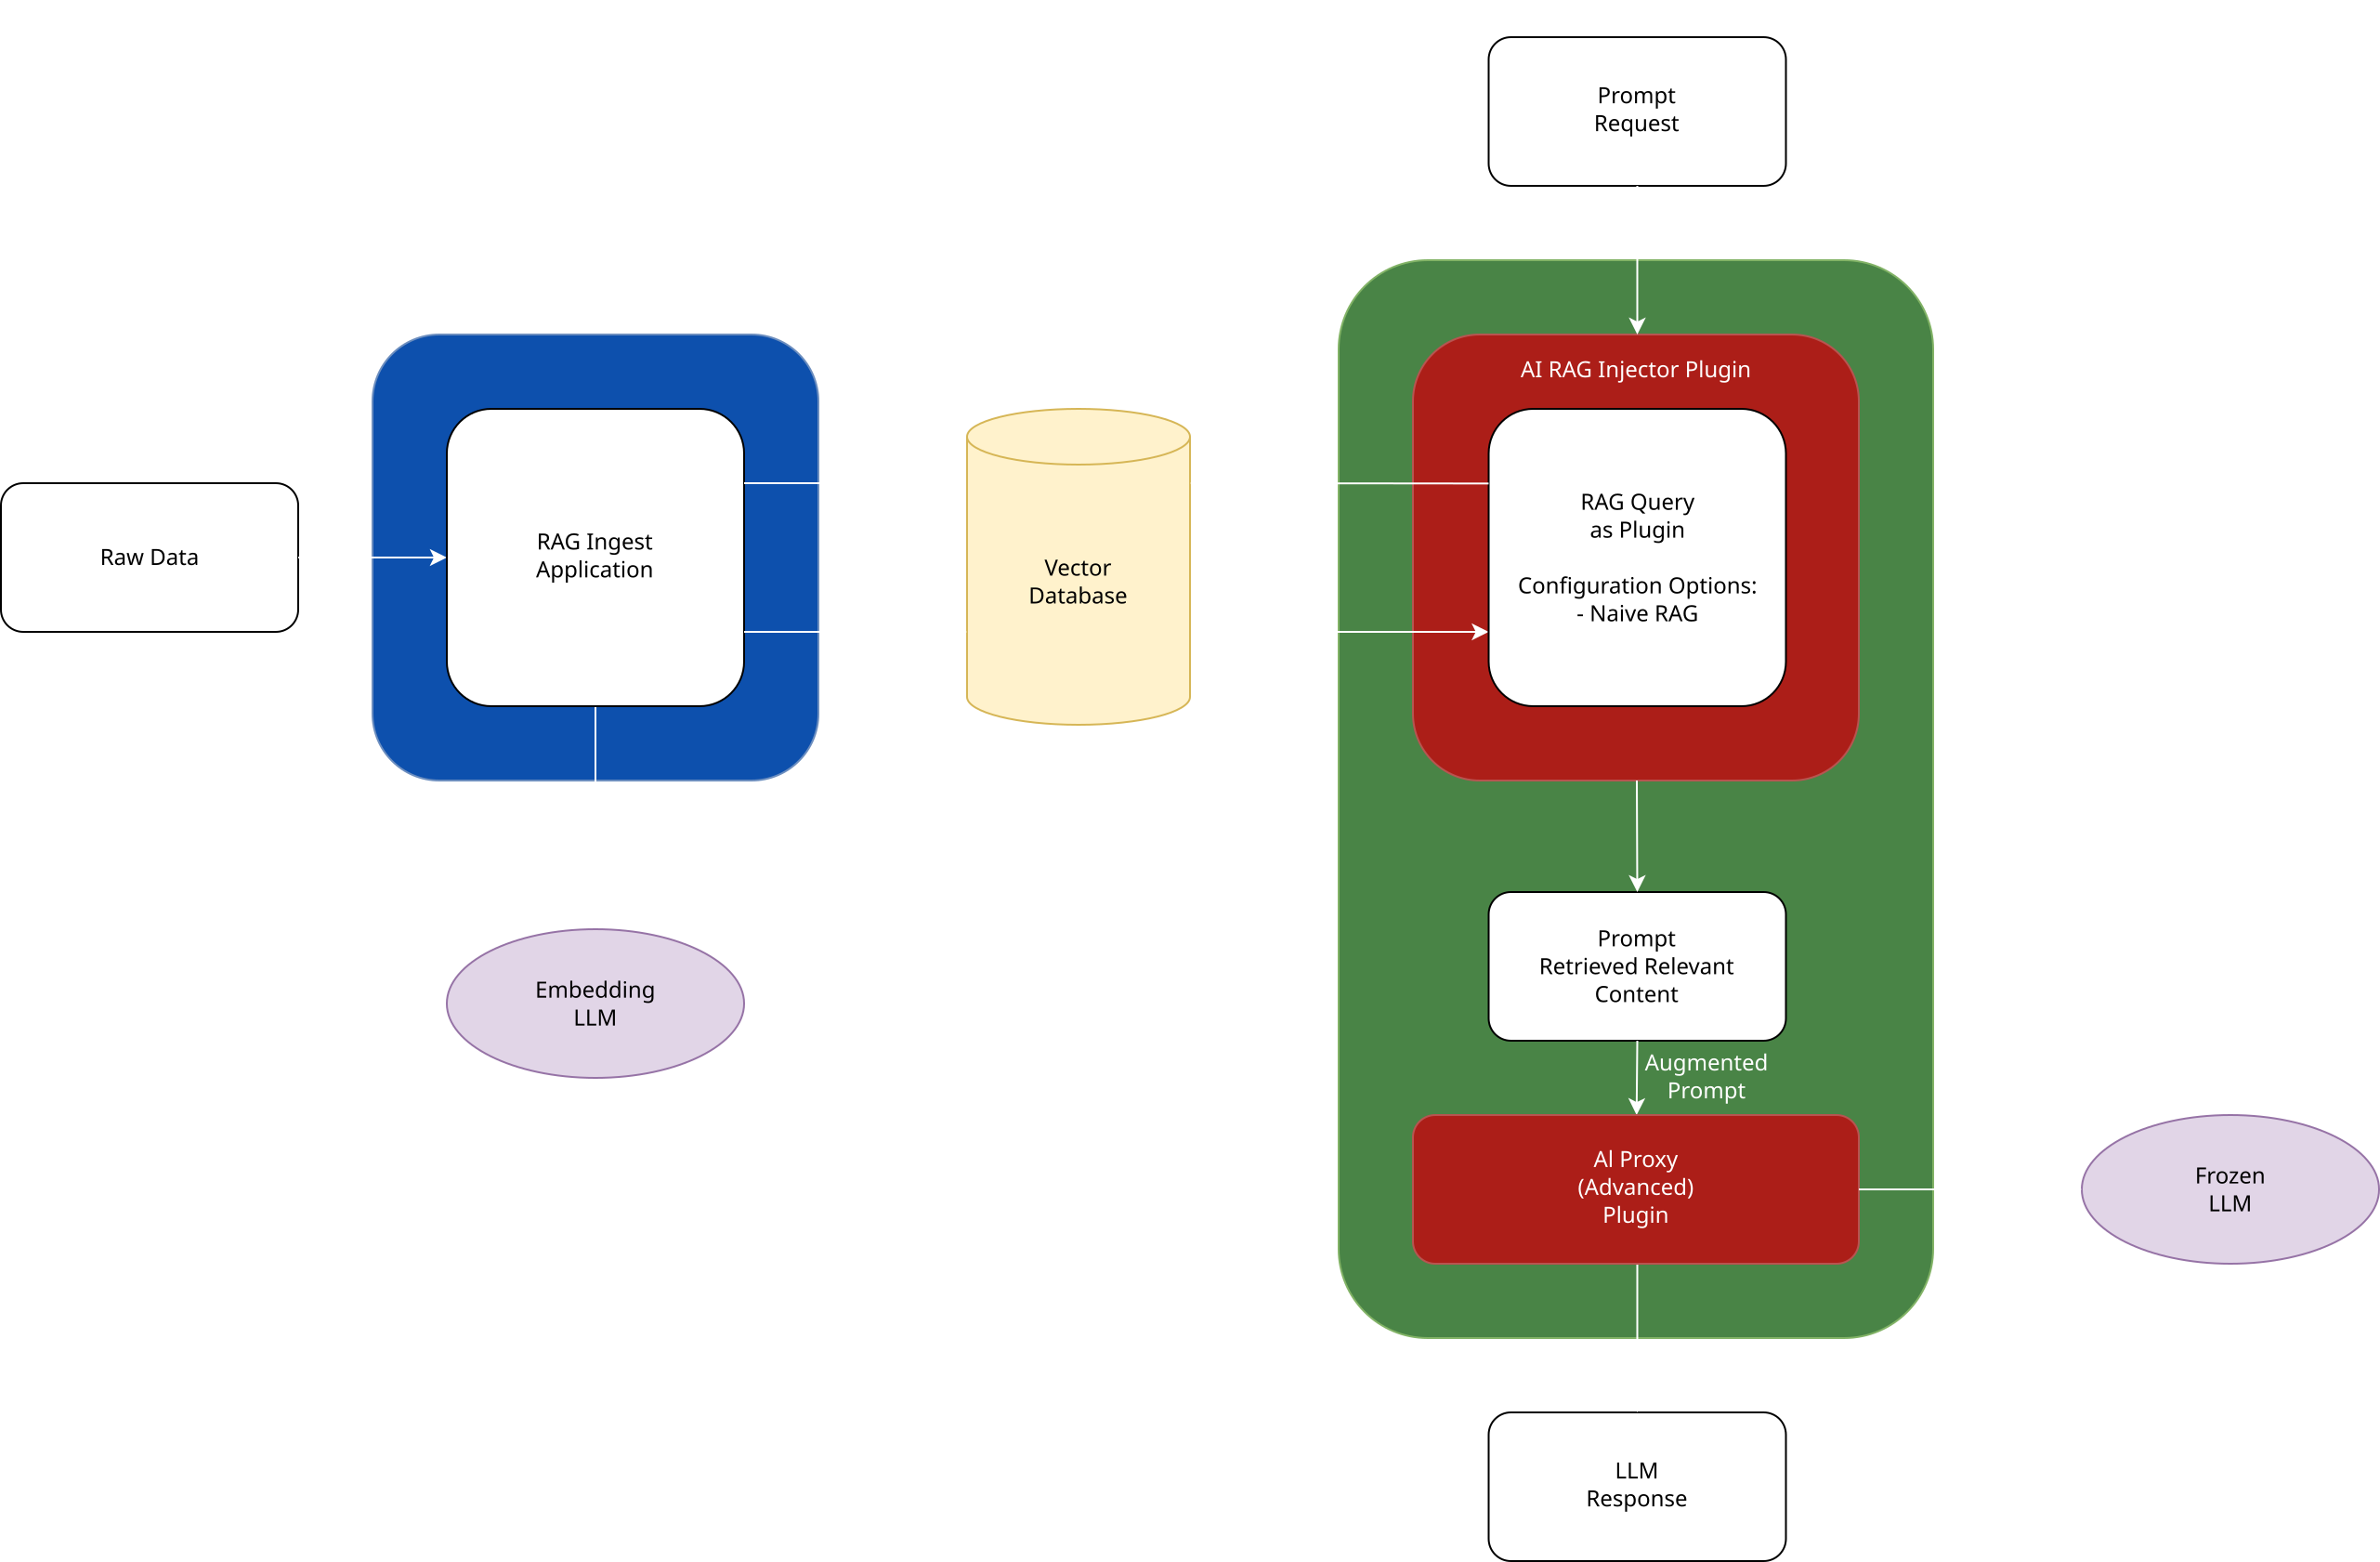 Prompt
Request
AI RAG Injector Plugin
RAG Query
as Plugin
Configuration Options:
- Naive RAG
Raw Data
RAG Ingest
Application
Vector
Database
Prompt
Retrieved Relevant
Content
Embedding
LLM
Augmented
Prompt
Al Proxy
(Advanced)
Plugin
Frozen
LLM
LLM
Response